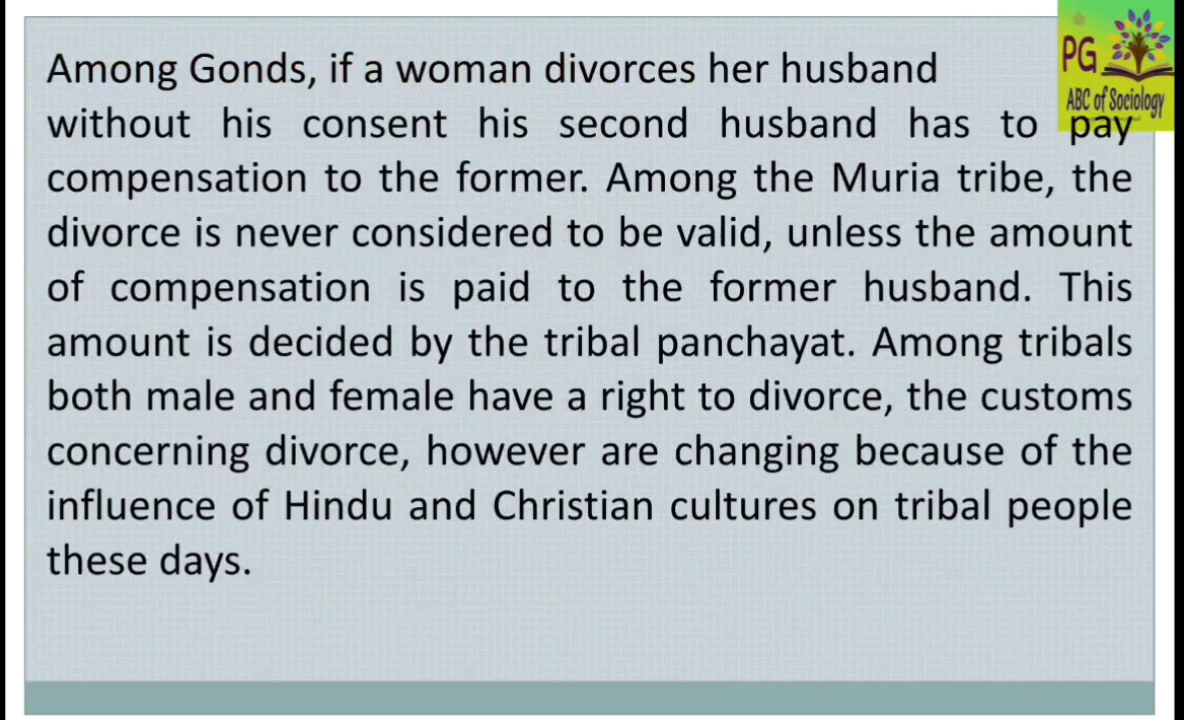 Among Gonds, if a woman divorces her husband
without his consent his second husband has to pay
compensation to the former. Among the Muria tribe, the
divorce is never considered to be valid, unless the amount
of compensation is paid to the former husband. This
amount is decided by the tribal panchayat. Among tribals
both male and female have a right to divorce, the customs
concerning divorce, however are changing because of the
influence of Hindu and Christian cultures on tribal people
these days.
PG
ABC of Sociology